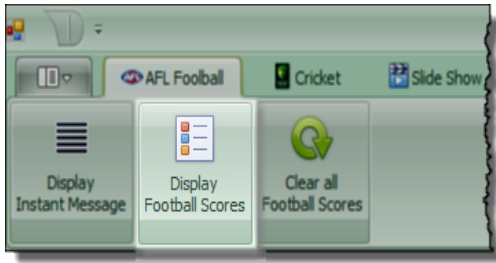 AFL Foolball Cricket Slide Show
Display Display Clear all
Instant Message Football Scores Football Scores